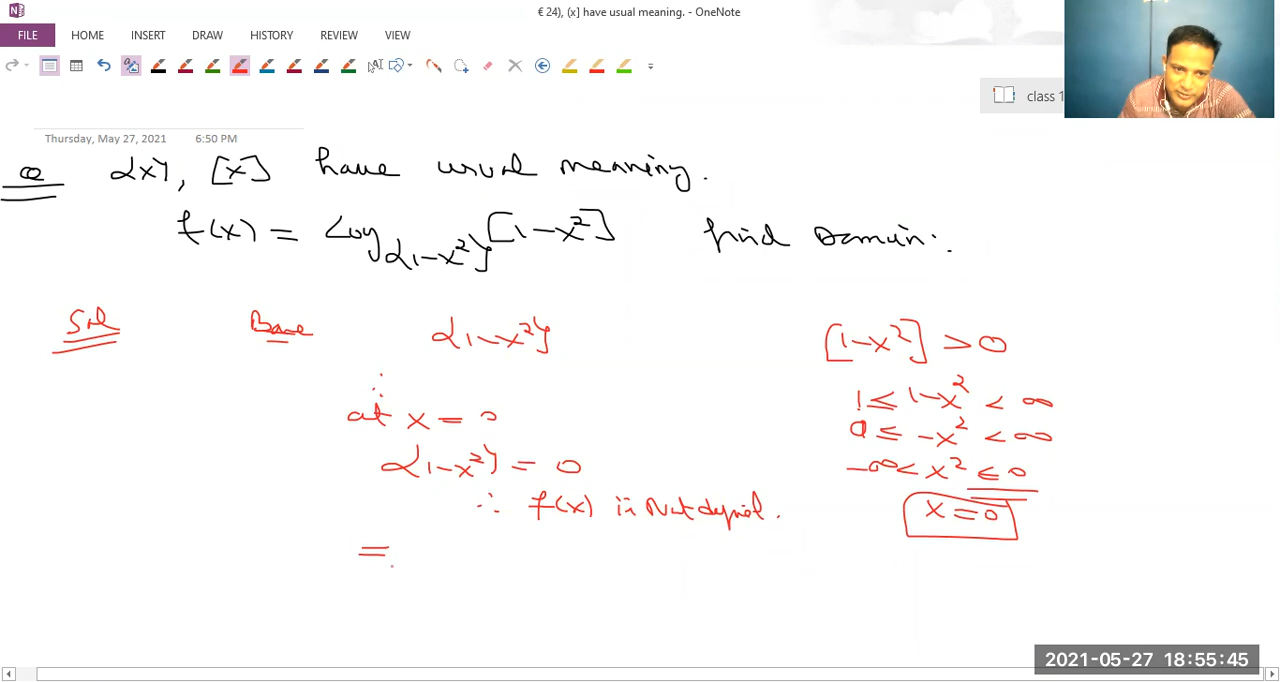 € 24), (x] have usual meaning. - OneNote
FILE HOME INSERT DRAW HISTORY REVIEW VIEW
class 1
Thursday, May 27, 2021 6:50 PM
{x}, [x] have usual meaning.
f(x) = Log_{1-x²} [1-x²] find Domain.
Sol Base {1-x²} [1-x²] > 0
∴ 1 ≤ 1-x² < ∞
at x = 0 0 ≤ -x² < ∞
{1-x²} = 0 -∞ < x² ≤ 0
∴ f(x) is Not defined. x = 0
=
2021-05-27 18:55:45